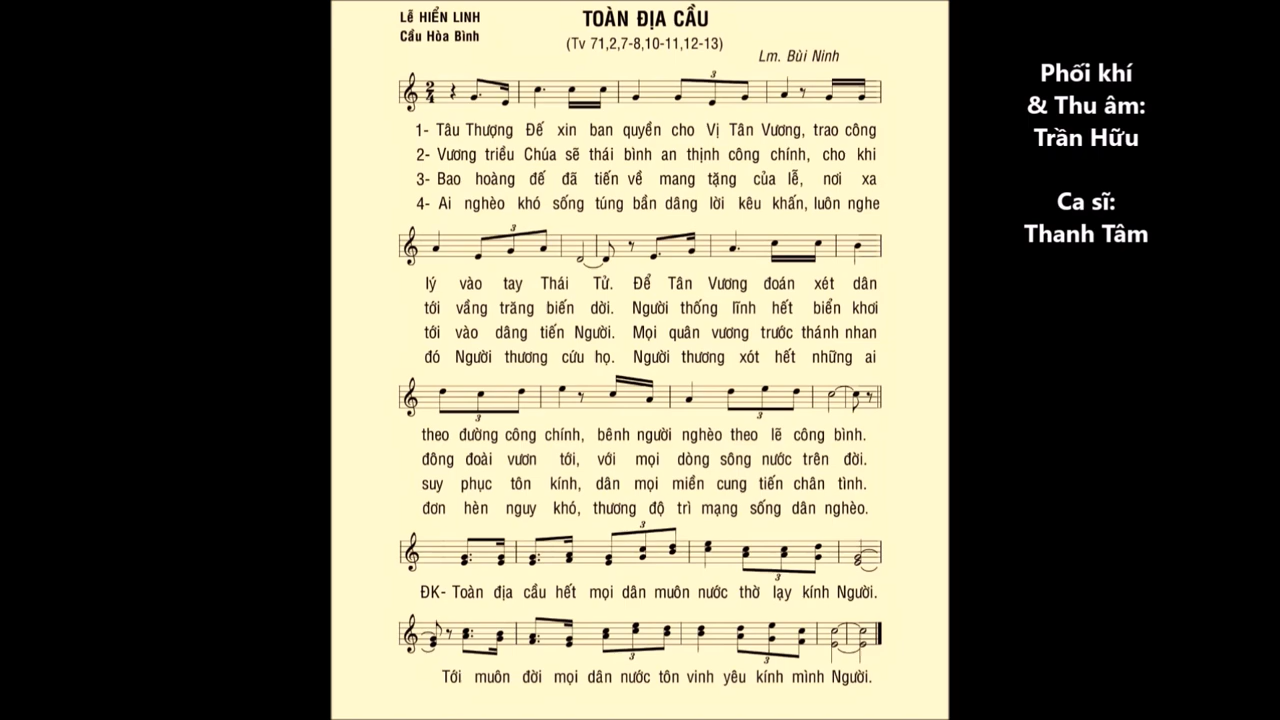 Lễ HIỂN LINH
Cầu Hòa Bình
TOÀN ĐỊA CẦU
(Tv 71,2,7-8,10-11,12-13)
Lm. Bùi Ninh
1- Tâu Thượng Đế xin ban quyền cho Vị Tân Vương, trao công
2- Vương triều Chúa sẽ thái bình an thịnh công chính, cho khi
3- Bao hoàng đế đã tiến về mang tặng của lễ, nơi xa
4- Ai nghèo khó sống túng bần dâng lời kêu khấn, luôn nghe
lý vào tay Thái Tử. Để Tân Vương đoán xét dân
tới vầng trăng biến dời. Người thống lĩnh hết biển khơi
tới vào dâng tiến Người. Mọi quân vương trước thánh nhan
đó Người thương cứu họ. Người thương xót hết những ai
theo đường công chính, bênh người nghèo theo lẽ công bình.
đông đoài vươn tới, với mọi dòng sông nước trên đời.
suy phục tôn kính, dân mọi miền cung tiến chân tình.
đơn hèn nguy khó, thương độ trì mạng sống dân nghèo.
ĐK- Toàn địa cầu hết mọi dân muôn nước thờ lạy kính Người.
Tới muôn đời mọi dân nước tôn vinh yêu kính mình Người.
Phối khí
& Thu âm:
Trần Hữu
Ca sĩ:
Thanh Tâm